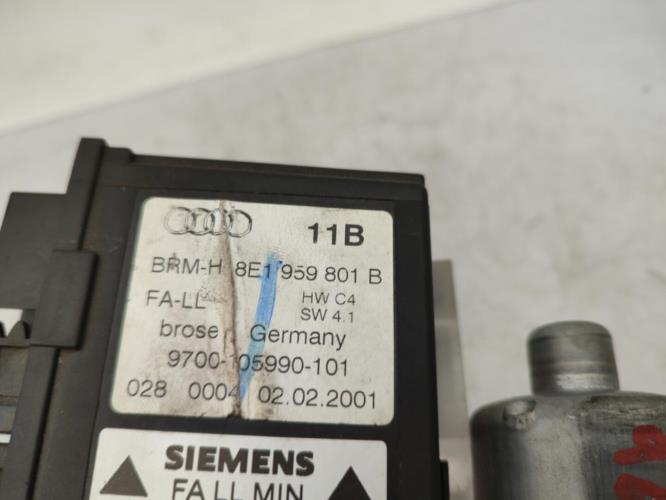 11B
BRM-H 8E1 959 801 B
FA-LL HW C4
SW 4.1
brose Germany
9700-105990-101
028 0004 02.02.2001
SIEMENS
FA LL MIN